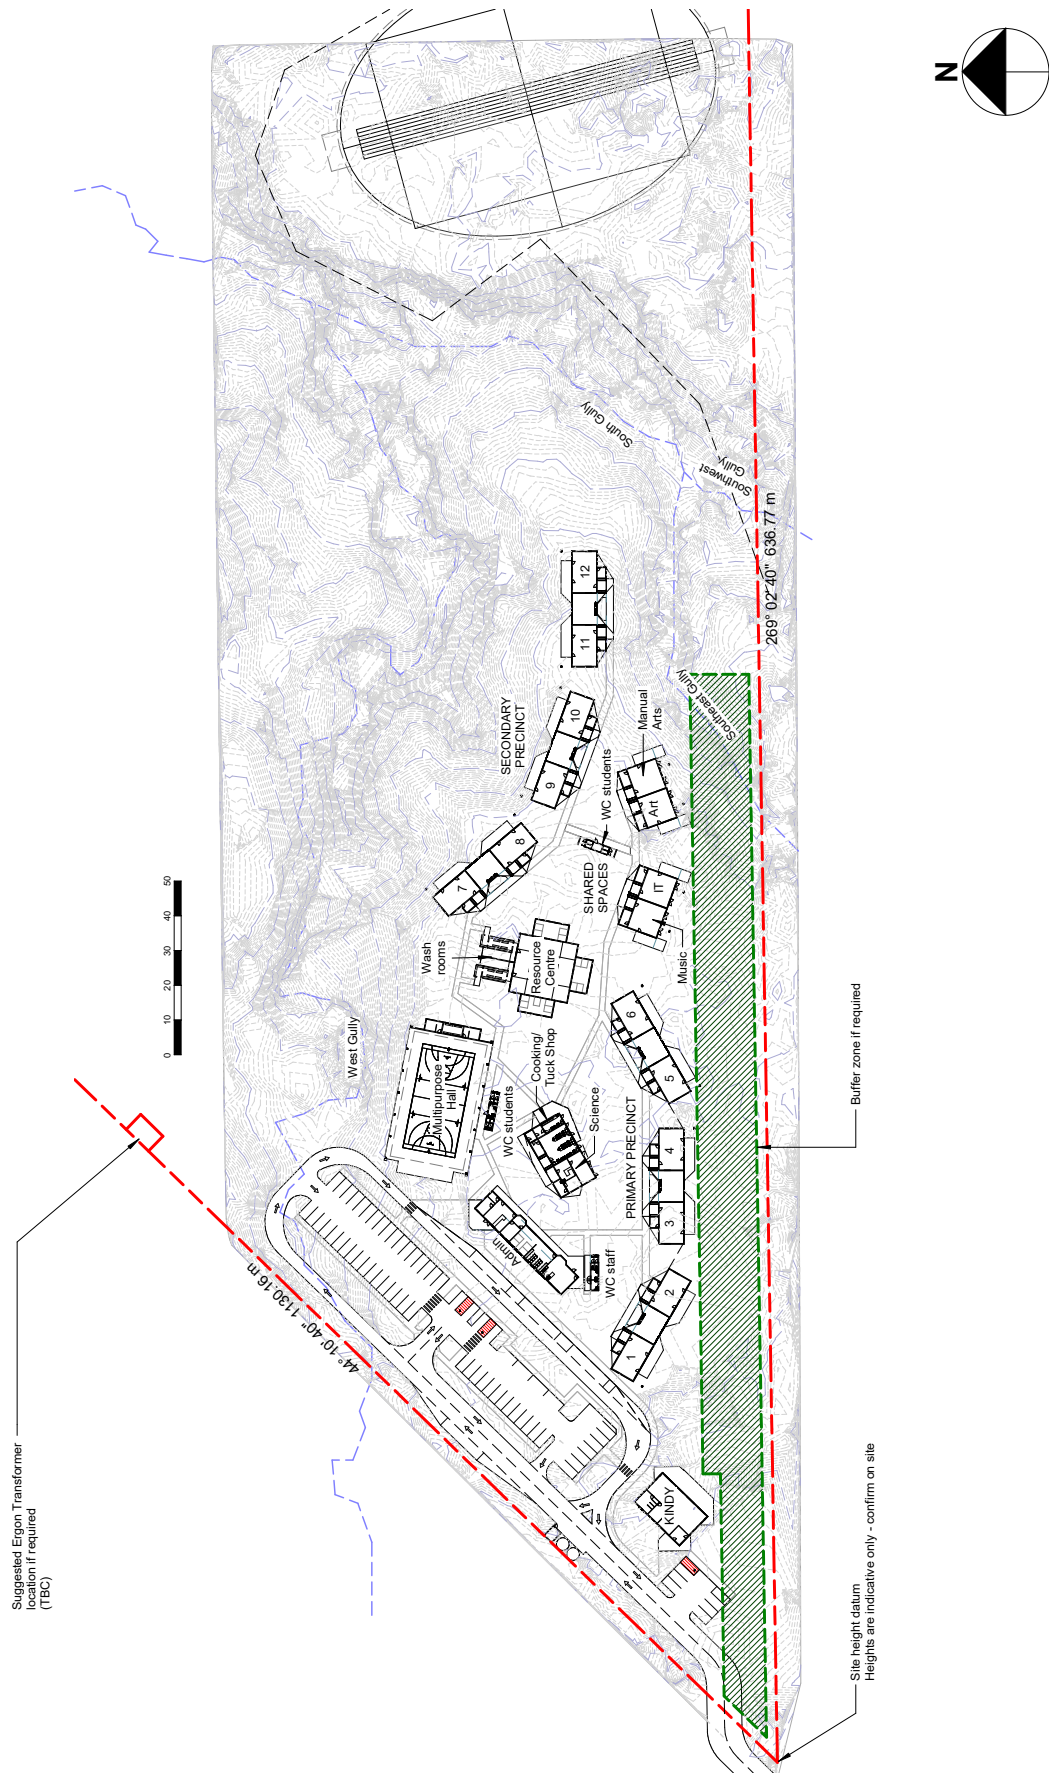 N
0 10 20 30 40 50
Suggested Ergon Transformer
location if required
(TBC)
44° 10' 40" 1130.16 m
269° 02' 40" 636.77 m
South Gully
Southwest
Gully
Southeast Gully
West Gully
SECONDARY
PRECINCT
12
11
10
9
8
7
Manual
Arts
Art
WC students
SHARED
SPACES
IT
Music
Wash
rooms
Resource
Centre
Multipurpose
Hall
WC students
Cooking/
Tuck Shop
Science
PRIMARY PRECINCT
6
5
4
3
2
1
Admin
WC staff
KINDY
Buffer zone if required
Site height datum
Heights are indicative only - confirm on site